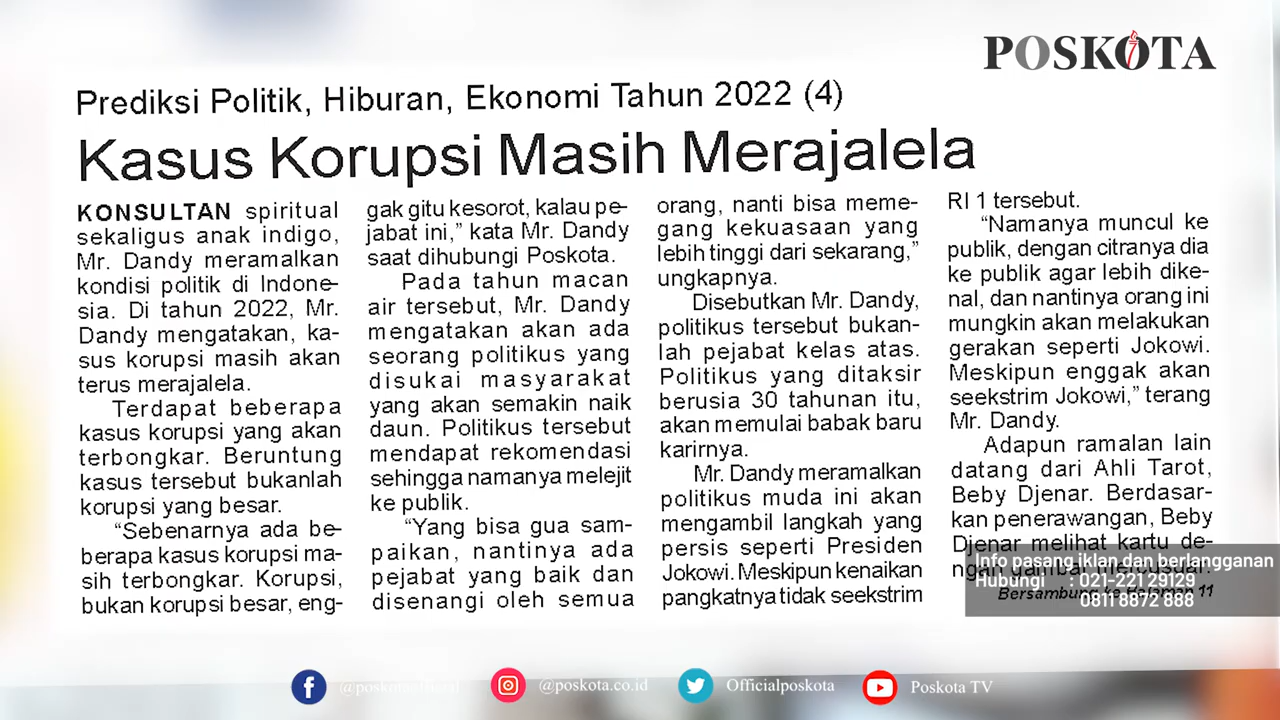 POSKOTA
Prediksi Politik, Hiburan, Ekonomi Tahun 2022 (4)
Kasus Korupsi Masih Merajalela
KONSULTAN spiritual
sekaligus anak indigo,
Mr. Dandy meramalkan
kondisi politik di Indone-
sia. Di tahun 2022, Mr.
Dandy mengatakan, ka-
sus korupsi masih akan
terus merajalela.
Terdapat beberapa
kasus korupsi yang akan
terbongkar. Beruntung
kasus tersebut bukanlah
korupsi yang besar.
“Sebenarnya ada be-
berapa kasus korupsi ma-
sih terbongkar. Korupsi,
bukan korupsi besar, eng-
gak gitu kesorot, kalau pe-
jabat ini,” kata Mr. Dandy
saat dihubungi Poskota.
Pada tahun macan
air tersebut, Mr. Dandy
mengatakan akan ada
seorang politikus yang
disukai masyarakat
yang akan semakin naik
daun. Politikus tersebut
mendapat rekomendasi
sehingga namanya melejit
ke publik.
“Yang bisa gua sam-
paikan, nantinya ada
pejabat yang baik dan
disenangi oleh semua
orang, nanti bisa meme-
gang kekuasaan yang
lebih tinggi dari sekarang,”
ungkapnya.
Disebutkan Mr. Dandy,
politikus tersebut bukan-
lah pejabat kelas atas.
Politikus yang ditaksir
berusia 30 tahunan itu,
akan memulai babak baru
karirnya.
Mr. Dandy meramalkan
politikus muda ini akan
mengambil langkah yang
persis seperti Presiden
Jokowi. Meskipun kenaikan
pangkatnya tidak seekstrim
RI 1 tersebut.
“Namanya muncul ke
publik, dengan citranya dia
ke publik agar lebih dike-
nal, dan nantinya orang ini
mungkin akan melakukan
gerakan seperti Jokowi.
Meskipun enggak akan
seekstrim Jokowi,” terang
Mr. Dandy.
Adapun ramalan lain
datang dari Ahli Tarot,
Beby Djenar. Berdasar-
kan penerawangan, Beby
Djenar melihat kartu de-
ngan gambar
Bersambung ke Halaman 11
Info pasang iklan dan berlangganan
Hubungi : 021-221 29129
0811 8872 888
@poskota.co.id
Officialposkota
Poskota TV